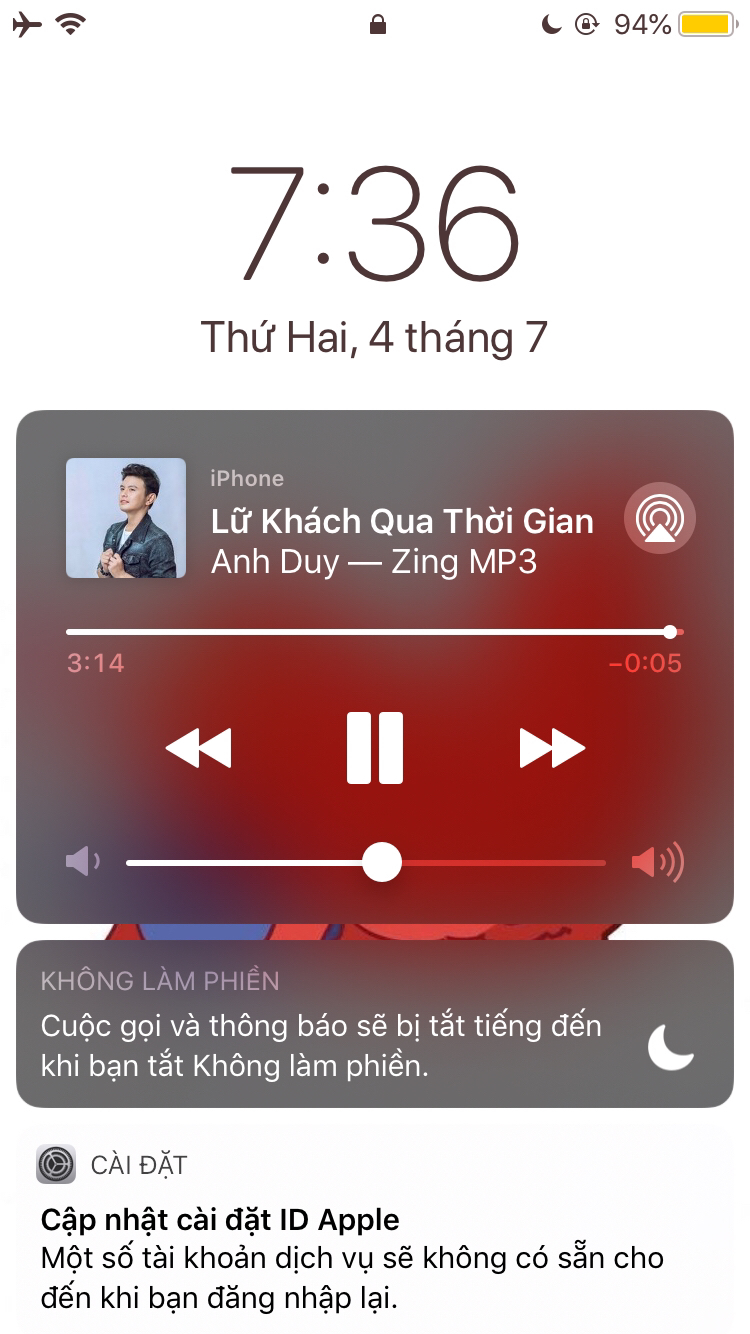 94%
7:36
Thứ Hai, 4 tháng 7
iPhone
Lữ Khách Qua Thời Gian
Anh Duy — Zing MP3
3:14
–0:05
KHÔNG LÀM PHIỀN
Cuộc gọi và thông báo sẽ bị tắt tiếng đến
khi bạn tắt Không làm phiền.
CÀI ĐẶT
Cập nhật cài đặt ID Apple
Một số tài khoản dịch vụ sẽ không có sẵn cho
đến khi bạn đăng nhập lại.